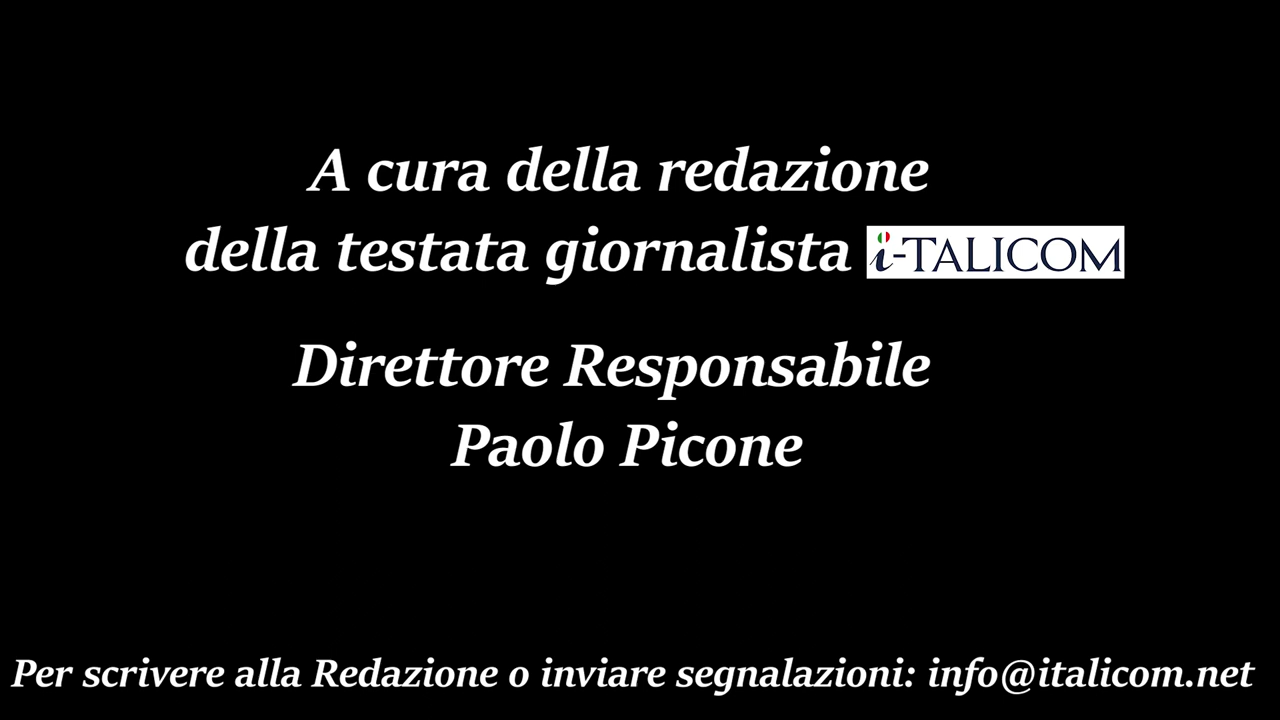 A cura della redazione
della testata giornalista i-TALICOM
Direttore Responsabile
Paolo Picone
Per scrivere alla Redazione o inviare segnalazioni: info@italicom.net